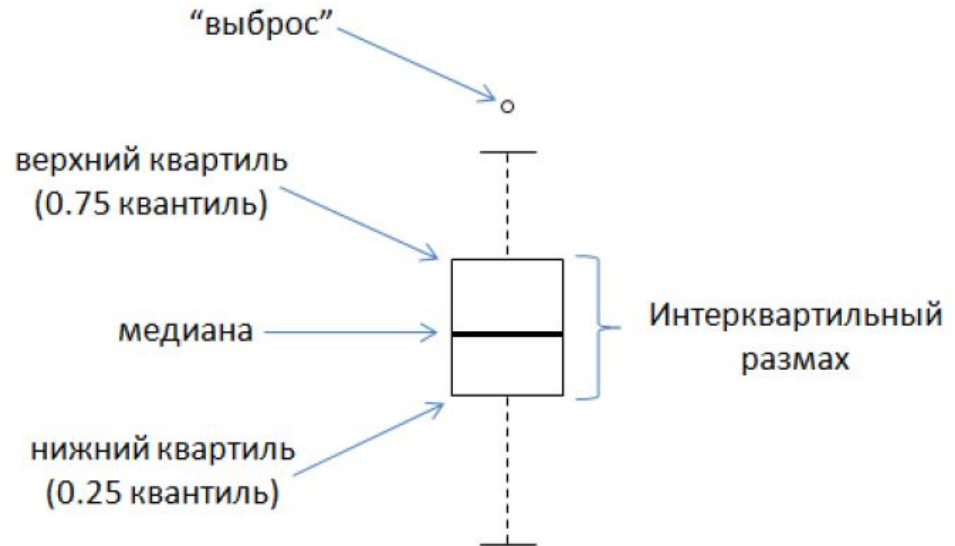 “выброс”
верхний квартиль
(0.75 квантиль)
медиана
Интерквартильный
размах
нижний квартиль
(0.25 квантиль)